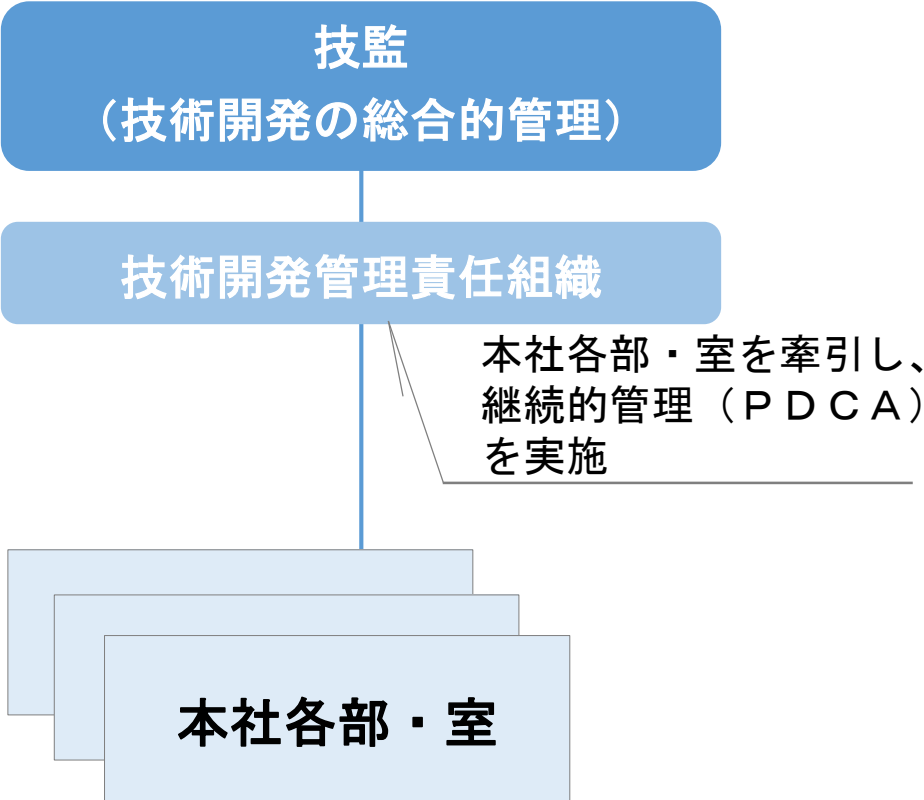 技監
（技術開発の総合的管理）
技術開発管理責任組織
本社各部・室を牽引し、
継続的管理（ＰＤＣＡ）
を実施
本社各部・室